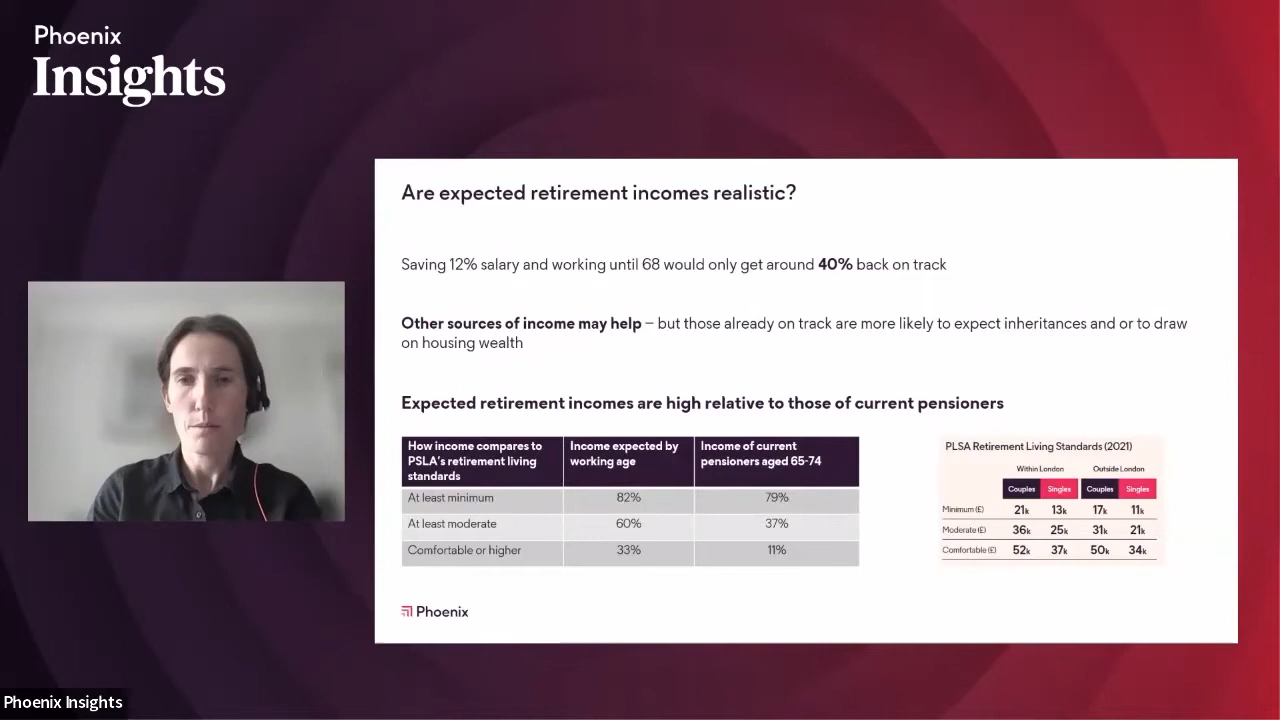 Phoenix
Insights
Are expected retirement incomes realistic?
Saving 12% salary and working until 68 would only get around 40% back on track
Other sources of income may help – but those already on track are more likely to expect inheritances and or to draw
on housing wealth
Expected retirement incomes are high relative to those of current pensioners
How income compares to PSLA's retirement living standards | Income expected by working age | Income of current pensioners aged 65-74
At least minimum 82% 79%
At least moderate 60% 37%
Comfortable or higher 33% 11%
PLSA Retirement Living Standards (2021)
Within London Outside London
Couples Singles Couples Singles
Minimum (£) 21k 13k 17k 11k
Moderate (£) 36k 25k 31k 21k
Comfortable (£) 52k 37k 50k 34k
Phoenix
Phoenix Insights